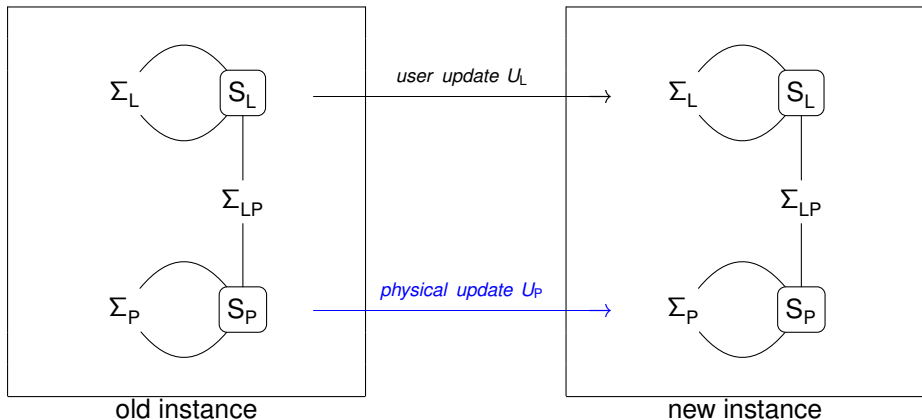 Σ_L S_L user update U_L Σ_L S_L
Σ_LP Σ_LP
Σ_P S_P physical update U_P Σ_P S_P
old instance new instance